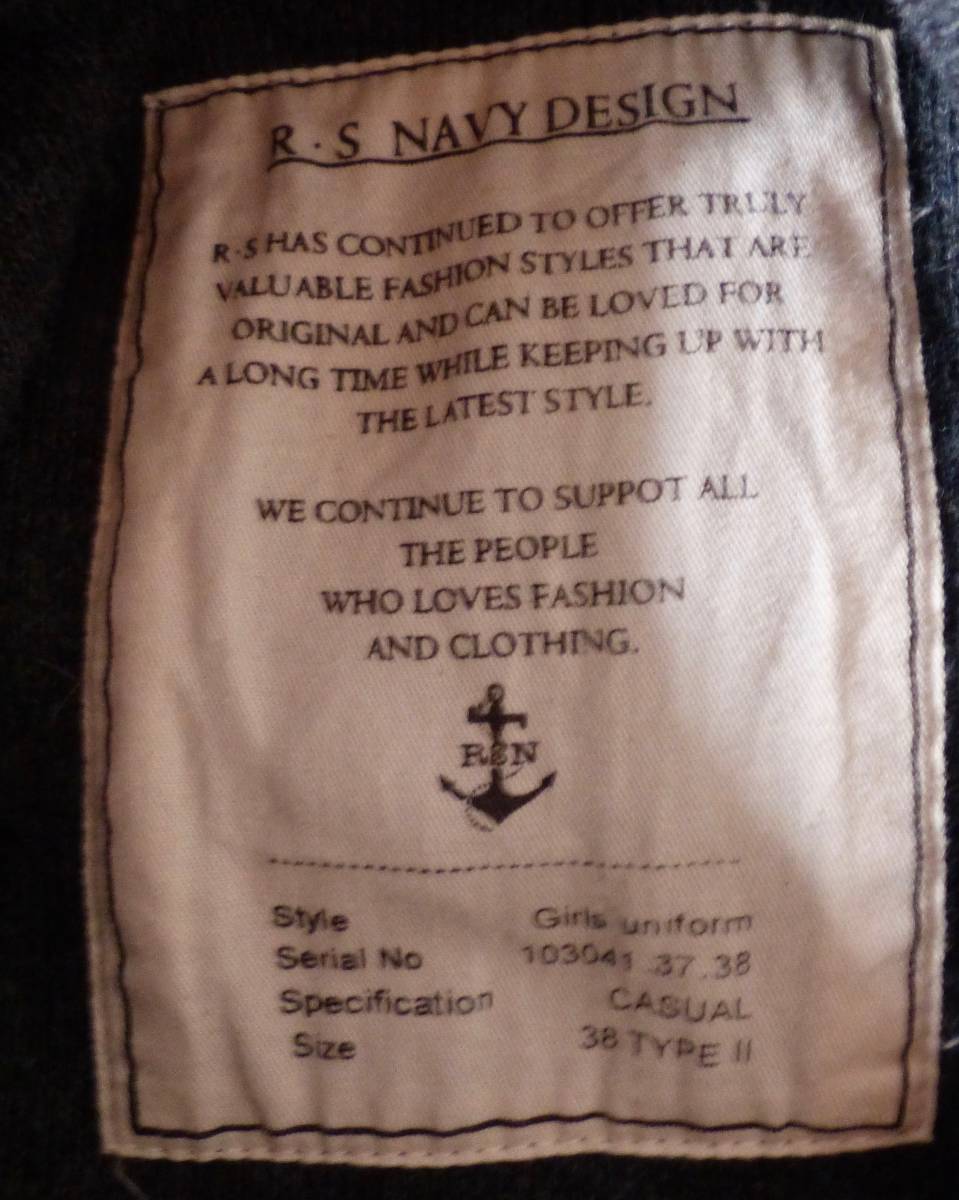 R・S NAVY DESIGN
R・S HAS CONTINUED TO OFFER TRULY
VALUABLE FASHION STYLES THAT ARE
ORIGINAL AND CAN BE LOVED FOR
A LONG TIME WHILE KEEPING UP WITH
THE LATEST STYLE.
WE CONTINUE TO SUPPOT ALL
THE PEOPLE
WHO LOVES FASHION
AND CLOTHING.
RSN
Style Girls uniform
Serial No 103041 37.38
Specification CASUAL
Size 38 TYPE II